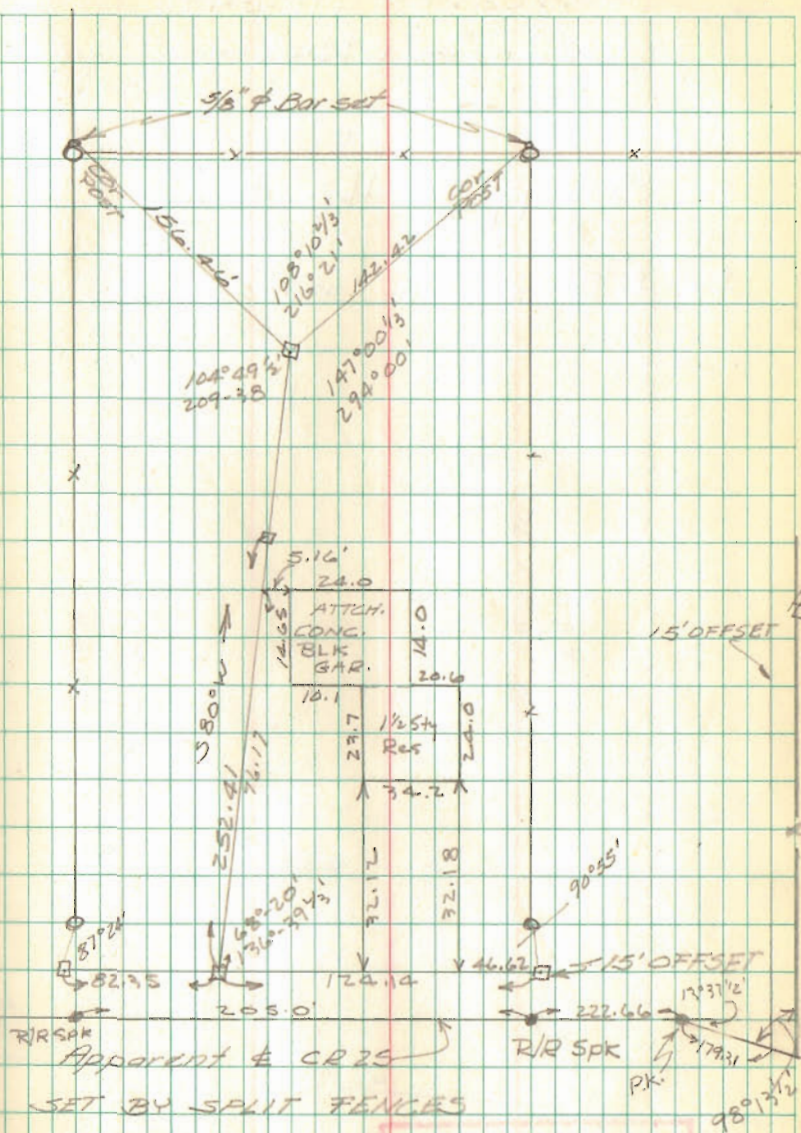 5/8" ϕ Bar set
COR
POST
COR
POST
156.46'
142.42
108°10 2/3'
216°21'
147°00 1/3'
294°00'
104°49 1/2'
209-38
5.16'
24.0
ATTCH.
CONC.
BLK
GAR.
14.65
14.0
15' OFFSET
S80°W
10.1
20.6
1 1/2 Sty
Res
23.7
24.0
76.17
252.41
34.2
32.12
32.18
90°55'
68°-20'
136°-39 1/3'
87°24'
82.35
124.14
46.62
15' OFFSET
205.0'
222.66
13°37 1/2'
R/R SPK
R/R SPK
179.31
P.K.
Apparent ℄ CR 25
98°13 1/2'
SET BY SPLIT FENCES